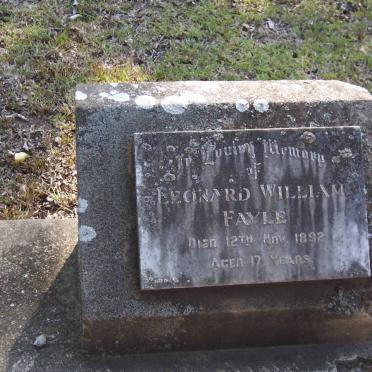 In Loving Memory
of
LEONARD WILLIAM
FAYLE
DIED 12TH NOV. 1892
AGED 17 YEARS.